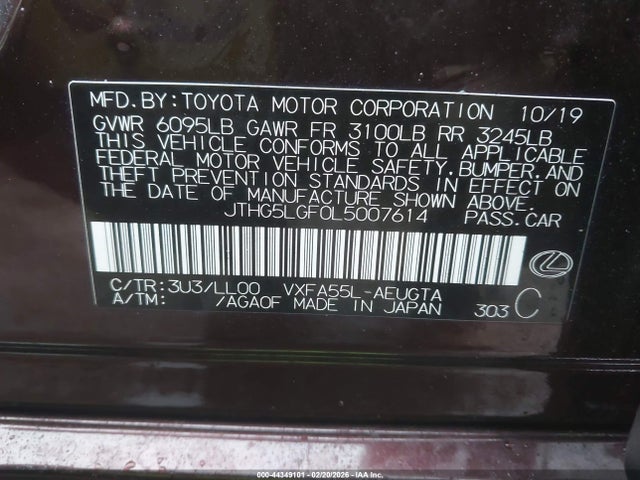 MFD.BY:TOYOTA MOTOR CORPORATION 10/19
GVWR 6095LB GAWR FR 3100LB RR 3245LB
THIS VEHICLE CONFORMS TO ALL APPLICABLE
FEDERAL MOTOR VEHICLE SAFETY,BUMPER,AND
THEFT PREVENTION STANDARDS IN EFFECT ON
THE DATE OF MANUFACTURE SHOWN ABOVE.
JTHG5LGF0L5007614 PASS.CAR
C/TR:3U3/LL00 VXFA55L-AEUGTA
A/TM: /AGA0F MADE IN JAPAN 303 C
000-44349101 - 02/20/2026 - IAA Inc.